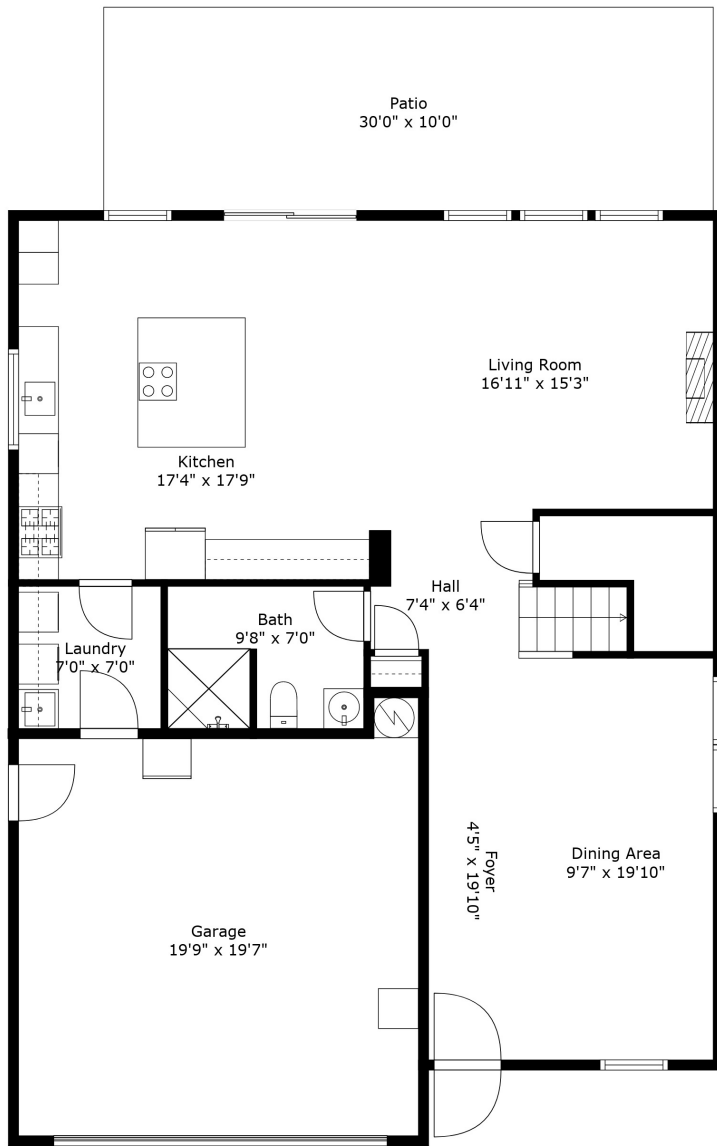 Patio
30'0" x 10'0"
Living Room
16'11" x 15'3"
Kitchen
17'4" x 17'9"
Hall
7'4" x 6'4"
Bath
9'8" x 7'0"
Laundry
7'0" x 7'0"
Foyer
4'5" x 19'10"
Dining Area
9'7" x 19'10"
Garage
19'9" x 19'7"